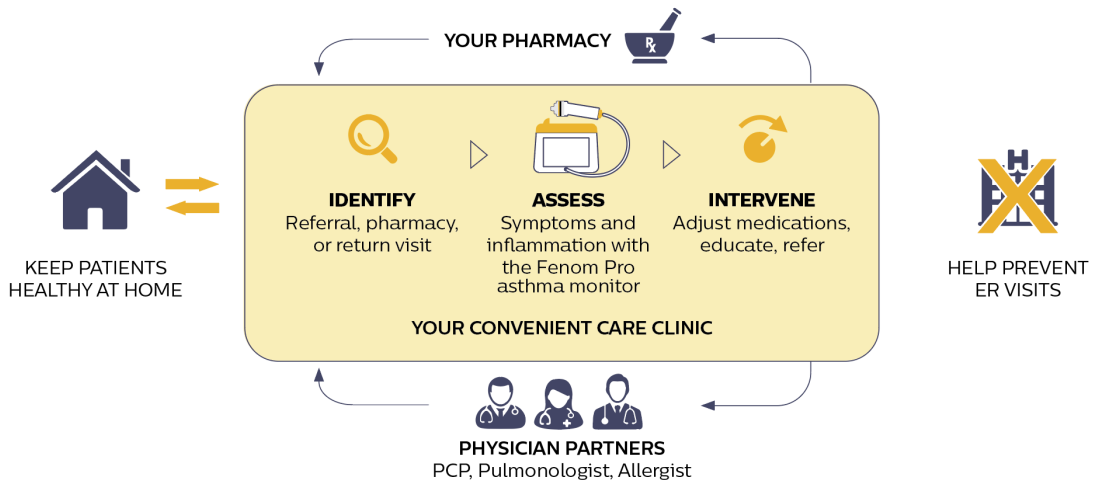 YOUR PHARMACY
Rx
IDENTIFY
Referral, pharmacy,
or return visit
ASSESS
Symptoms and
inflammation with
the Fenom Pro
asthma monitor
INTERVENE
Adjust medications,
educate, refer
YOUR CONVENIENT CARE CLINIC
KEEP PATIENTS
HEALTHY AT HOME
H
HELP PREVENT
ER VISITS
PHYSICIAN PARTNERS
PCP, Pulmonologist, Allergist